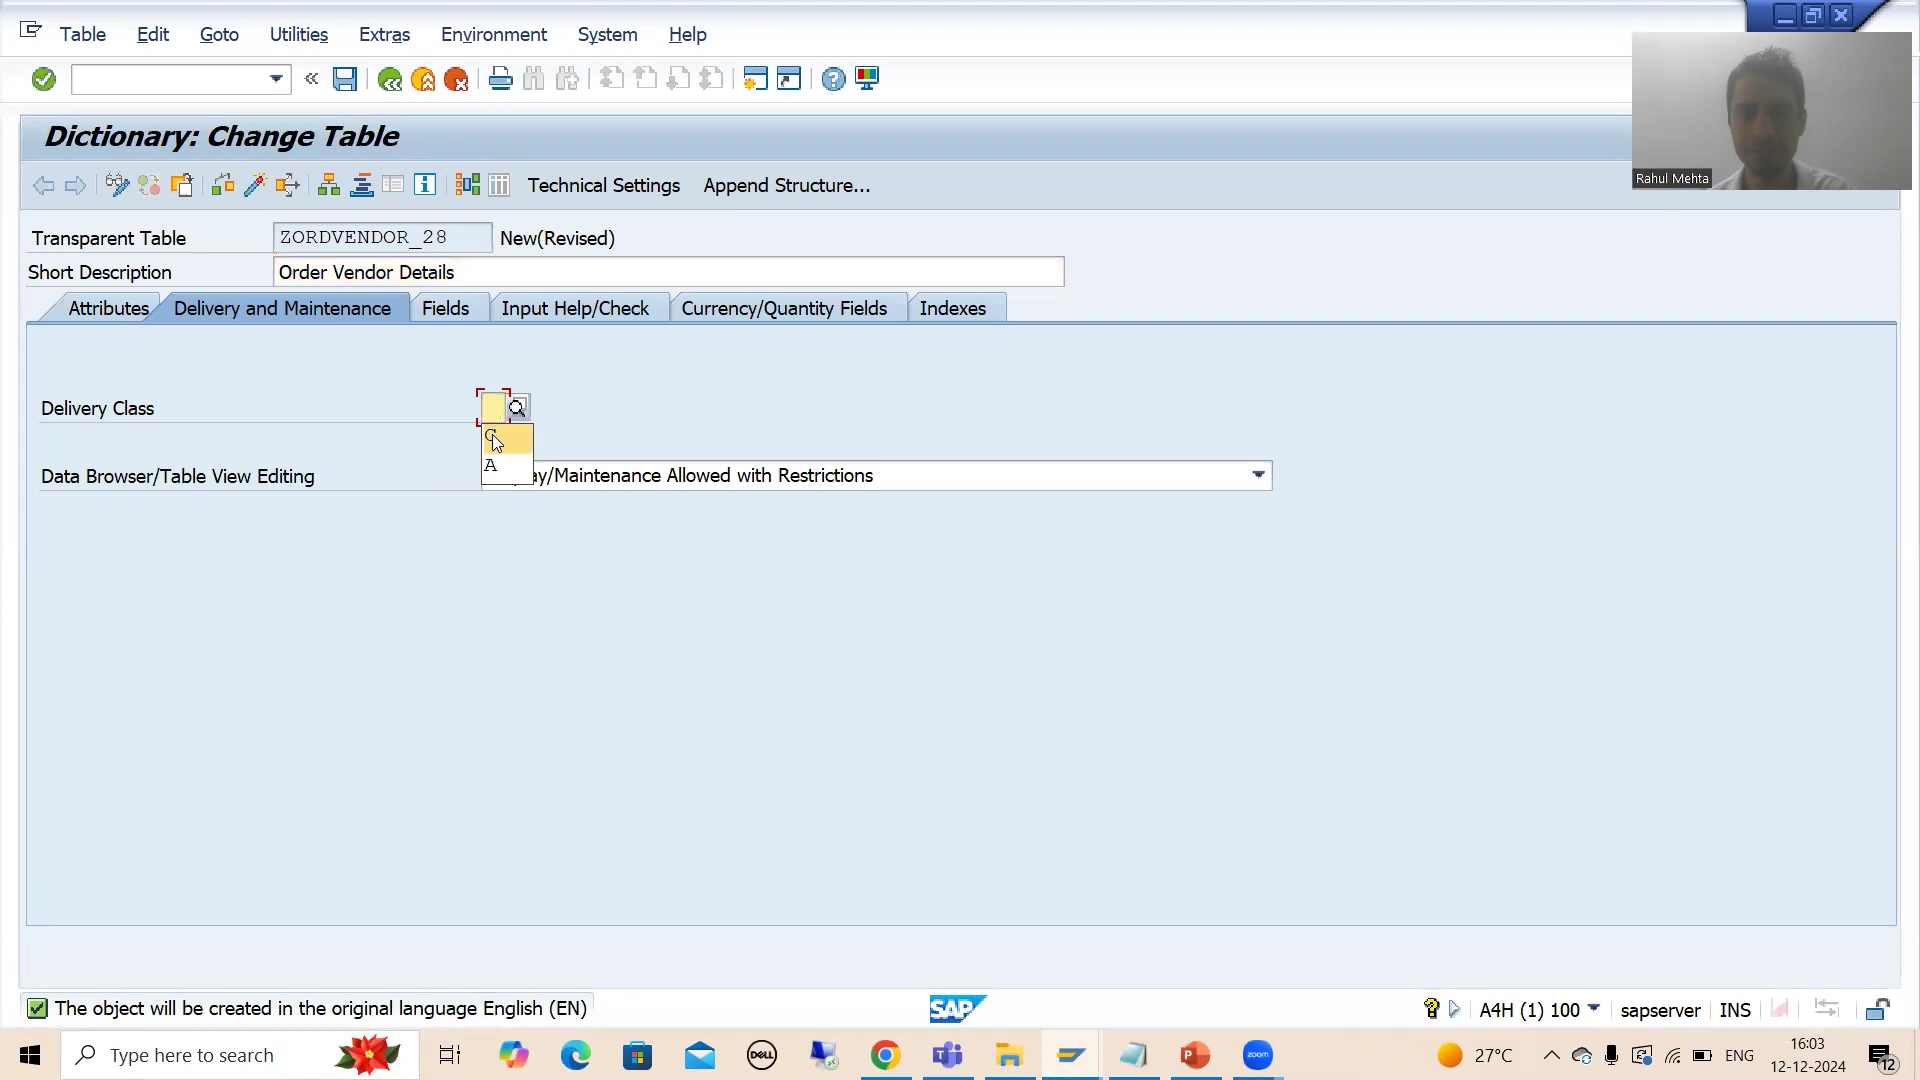 Table Edit Goto Utilities Extras Environment System Help
Dictionary: Change Table
Technical Settings Append Structure...
Rahul Mehta
Transparent Table ZORDVENDOR_28 New(Revised)
Short Description Order Vendor Details
Attributes Delivery and Maintenance Fields Input Help/Check Currency/Quantity Fields Indexes
Delivery Class
A
Data Browser/Table View Editing ay/Maintenance Allowed with Restrictions
The object will be created in the original language English (EN)
SAP
A4H (1) 100 sapserver INS
Type here to search
DELL
zoom
27°C
ENG
16:03
12-12-2024
12